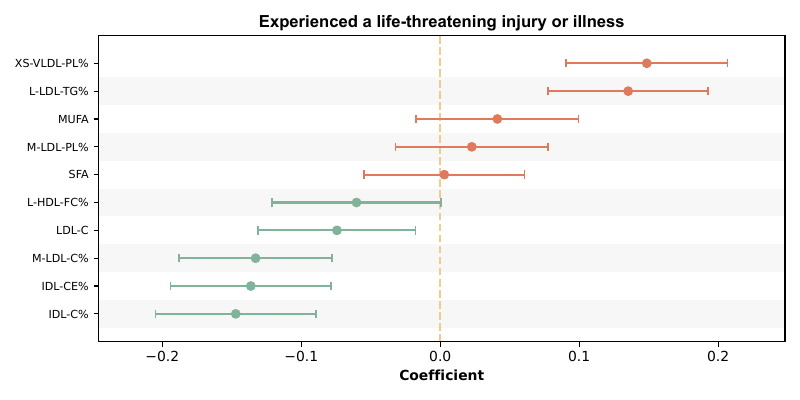 Experienced a life-threatening injury or illness
XS-VLDL-PL%
L-LDL-TG%
MUFA
M-LDL-PL%
SFA
L-HDL-FC%
LDL-C
M-LDL-C%
IDL-CE%
IDL-C%
−0.2 −0.1 0.0 0.1 0.2
Coefficient